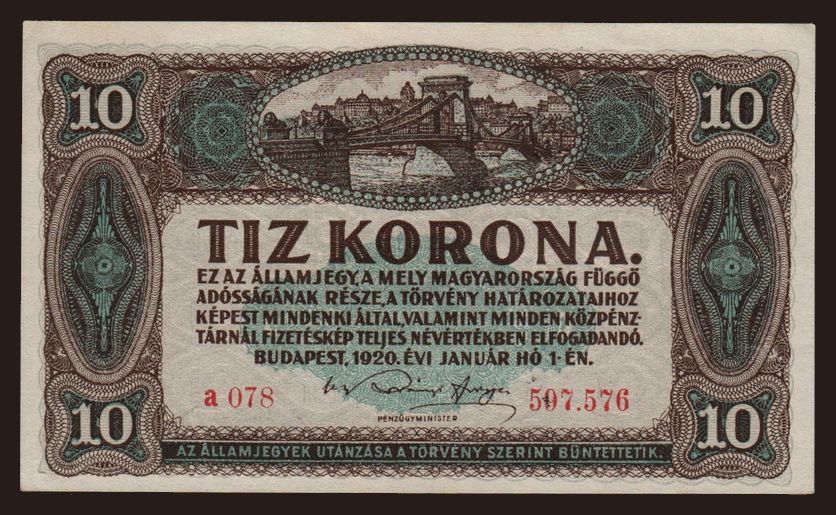 10 10
TIZ KORONA.
EZ AZ ÁLLAMJEGY, A MELY MAGYARORSZÁG FÜGGŐ
ADÓSSÁGÁNAK RÉSZE, A TÖRVÉNY HATÁROZATAIHOZ
KÉPEST MINDENKI ÁLTAL, VALAMINT MINDEN KÖZPÉNZ-
TÁRNÁL FIZETÉSKÉP TELJES NÉVÉRTÉKBEN ELFOGADANDÓ.
BUDAPEST, 1920. ÉVI JANUÁR HÓ 1-ÉN.
a 078 507.576
PÉNZÜGYMINISTER
10 10
AZ ÁLLAMJEGYEK UTÁNZÁSA A TÖRVÉNY SZERINT BÜNTETTETIK.